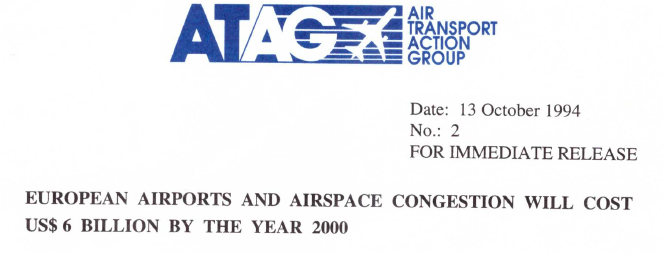 ATAG
AIR
TRANSPORT
ACTION
GROUP
Date: 13 October 1994
No.: 2
FOR IMMEDIATE RELEASE
EUROPEAN AIRPORTS AND AIRSPACE CONGESTION WILL COST
US$ 6 BILLION BY THE YEAR 2000